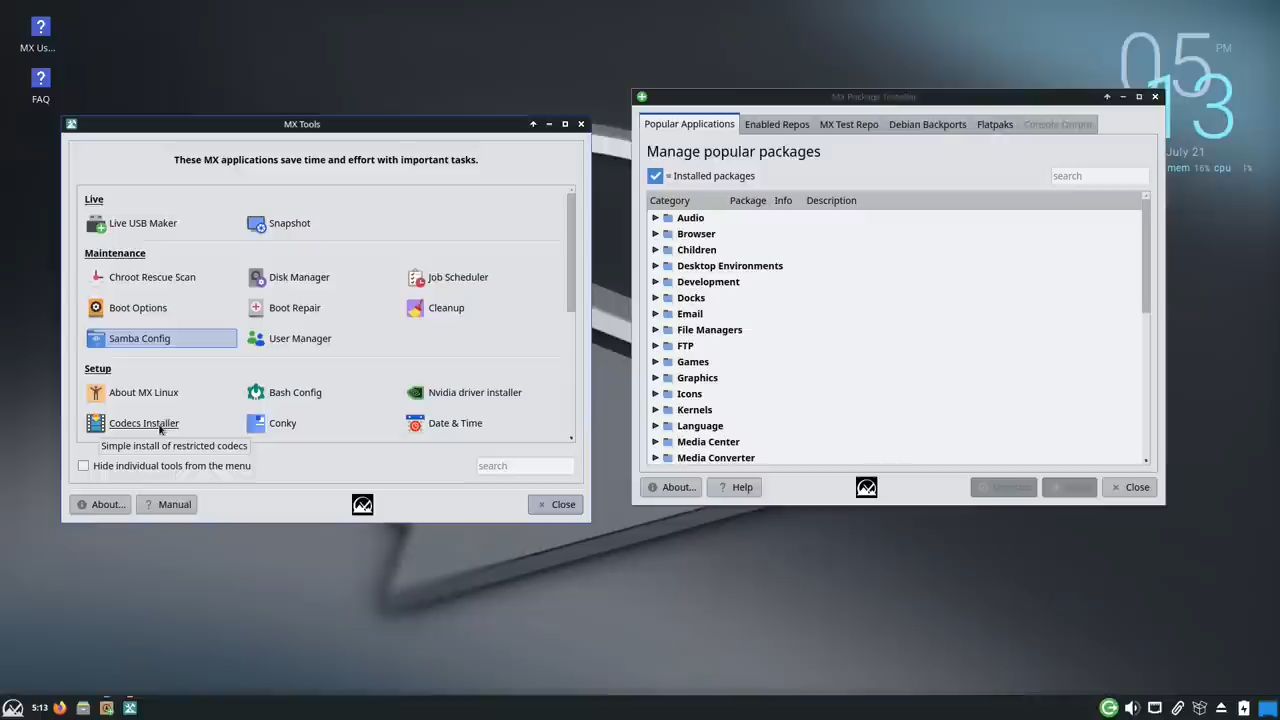 MX Us...
FAQ
05 PM
13
July 21
mem 16% cpu 1%
MX Tools
These MX applications save time and effort with important tasks.
Live
Live USB Maker
Snapshot
Maintenance
Chroot Rescue Scan
Disk Manager
Job Scheduler
Boot Options
Boot Repair
Cleanup
Samba Config
User Manager
Setup
About MX Linux
Bash Config
Nvidia driver installer
Codecs Installer
Conky
Date & Time
Simple install of restricted codecs
Hide individual tools from the menu
search
About...
? Manual
Close
MX Package Installer
Popular Applications
Enabled Repos
MX Test Repo
Debian Backports
Flatpaks
Console Output
Manage popular packages
= Installed packages
search
Category
Package
Info
Description
Audio
Browser
Children
Desktop Environments
Development
Docks
Email
File Managers
FTP
Games
Graphics
Icons
Kernels
Language
Media Center
Media Converter
About...
? Help
Close
5:13